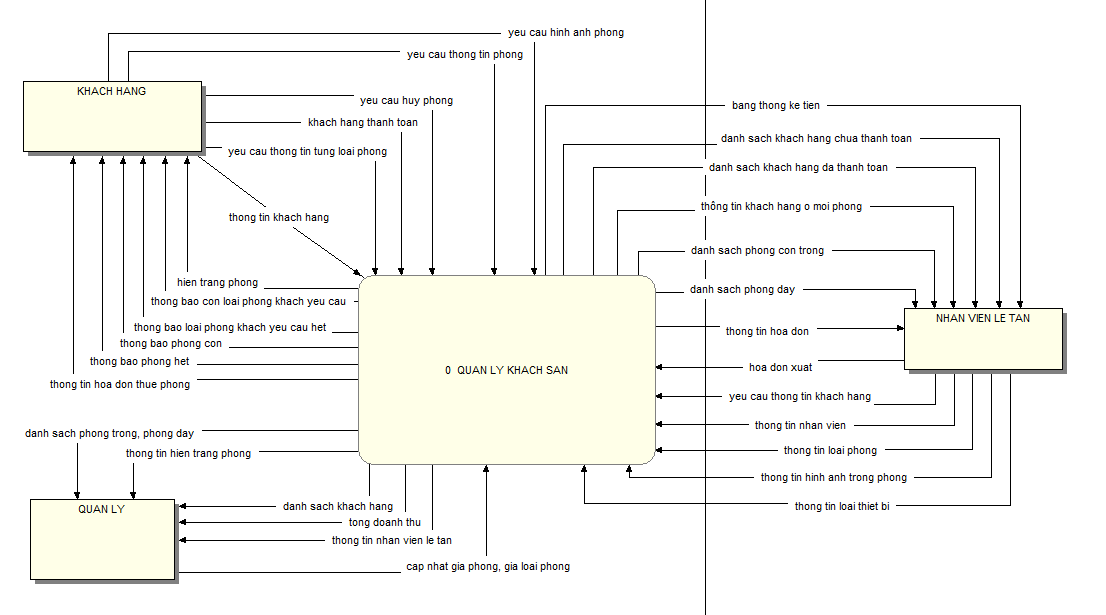 yeu cau hinh anh phong
yeu cau thong tin phong
KHACH HANG
yeu cau huy phong
khach hang thanh toan
yeu cau thong tin tung loai phong
thong tin khach hang
hien trang phong
thong bao con loai phong khach yeu cau
thong bao loai phong khach yeu cau het
thong bao phong con
thong bao phong het
thong tin hoa don thue phong
0 QUAN LY KHACH SAN
bang thong ke tien
danh sach khach hang chua thanh toan
danh sach khach hang da thanh toan
thông tin khach hang o moi phong
danh sach phong con trong
danh sach phong day
NHAN VIEN LE TAN
thong tin hoa don
hoa don xuat
yeu cau thong tin khach hang
thong tin nhan vien
thong tin loai phong
thong tin hinh anh trong phong
thong tin loai thiet bi
danh sach phong trong, phong day
thong tin hien trang phong
QUAN LY
danh sach khach hang
tong doanh thu
thong tin nhan vien le tan
cap nhat gia phong, gia loai phong